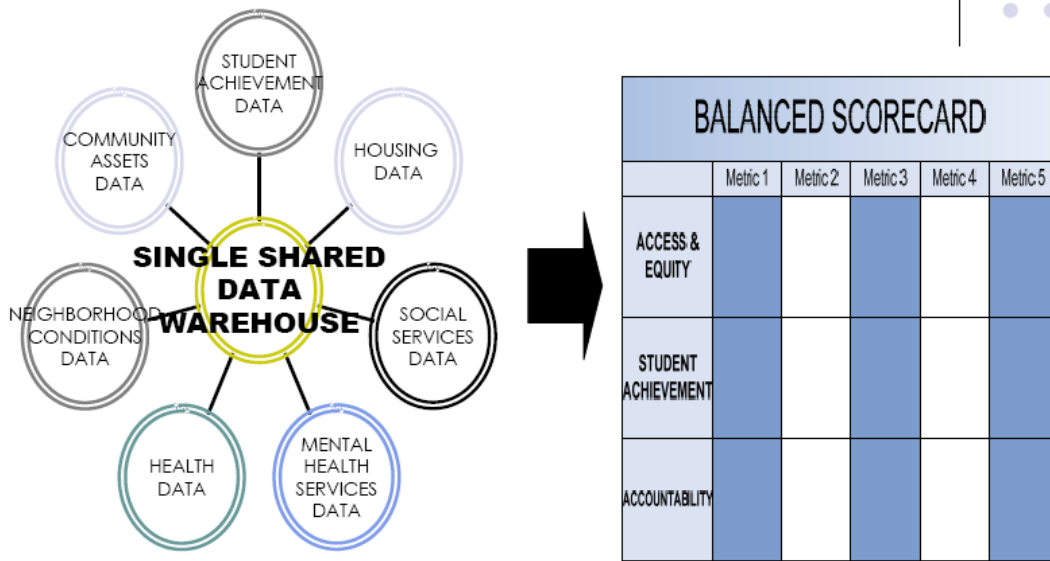 STUDENT
ACHIEVEMENT
DATA
COMMUNITY
ASSETS
DATA
HOUSING
DATA
SINGLE SHARED
DATA
WAREHOUSE
NEIGHBORHOOD
CONDITIONS
DATA
SOCIAL
SERVICES
DATA
HEALTH
DATA
MENTAL
HEALTH
SERVICES
DATA
BALANCED SCORECARD
Metric 1 Metric 2 Metric 3 Metric 4 Metric 5
ACCESS &
EQUITY
STUDENT
ACHIEVEMENT
ACCOUNTABILITY